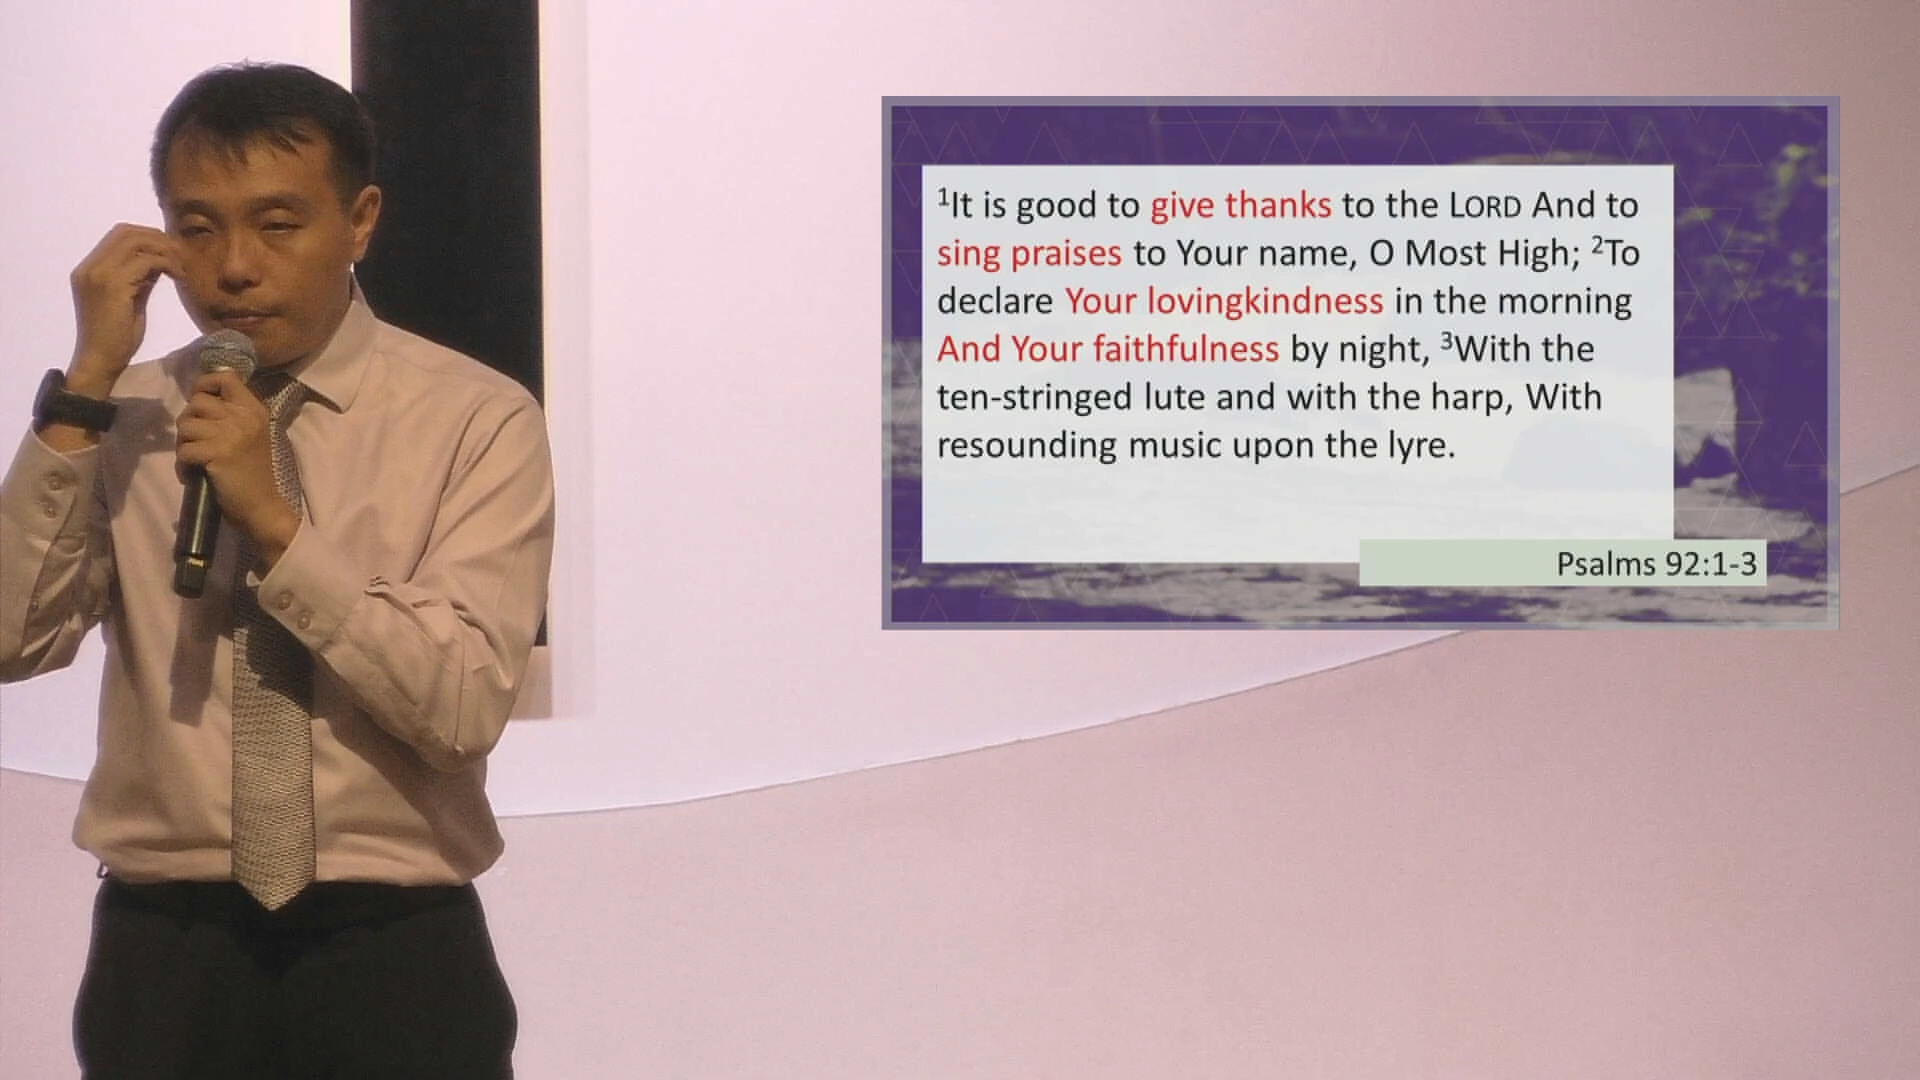 ¹It is good to give thanks to the LORD And to
sing praises to Your name, O Most High; ²To
declare Your lovingkindness in the morning
And Your faithfulness by night, ³With the
ten-stringed lute and with the harp, With
resounding music upon the lyre.
Psalms 92:1-3